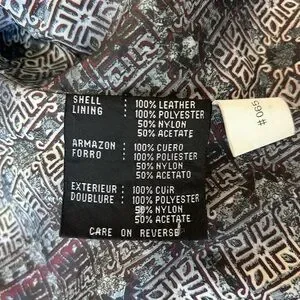 SHELL : 100% LEATHER
LINING : 100% POLYESTER
50% NYLON
50% ACETATE
ARMAZON : 100% CUERO
FORRO : 100% POLIESTER
50% NYLON
50% ACETATO
EXTERIEUR : 100% CUIR
DOUBLURE : 100% POLYESTER
50% NYLON
50% ACETATE
CARE ON REVERSE
# 065